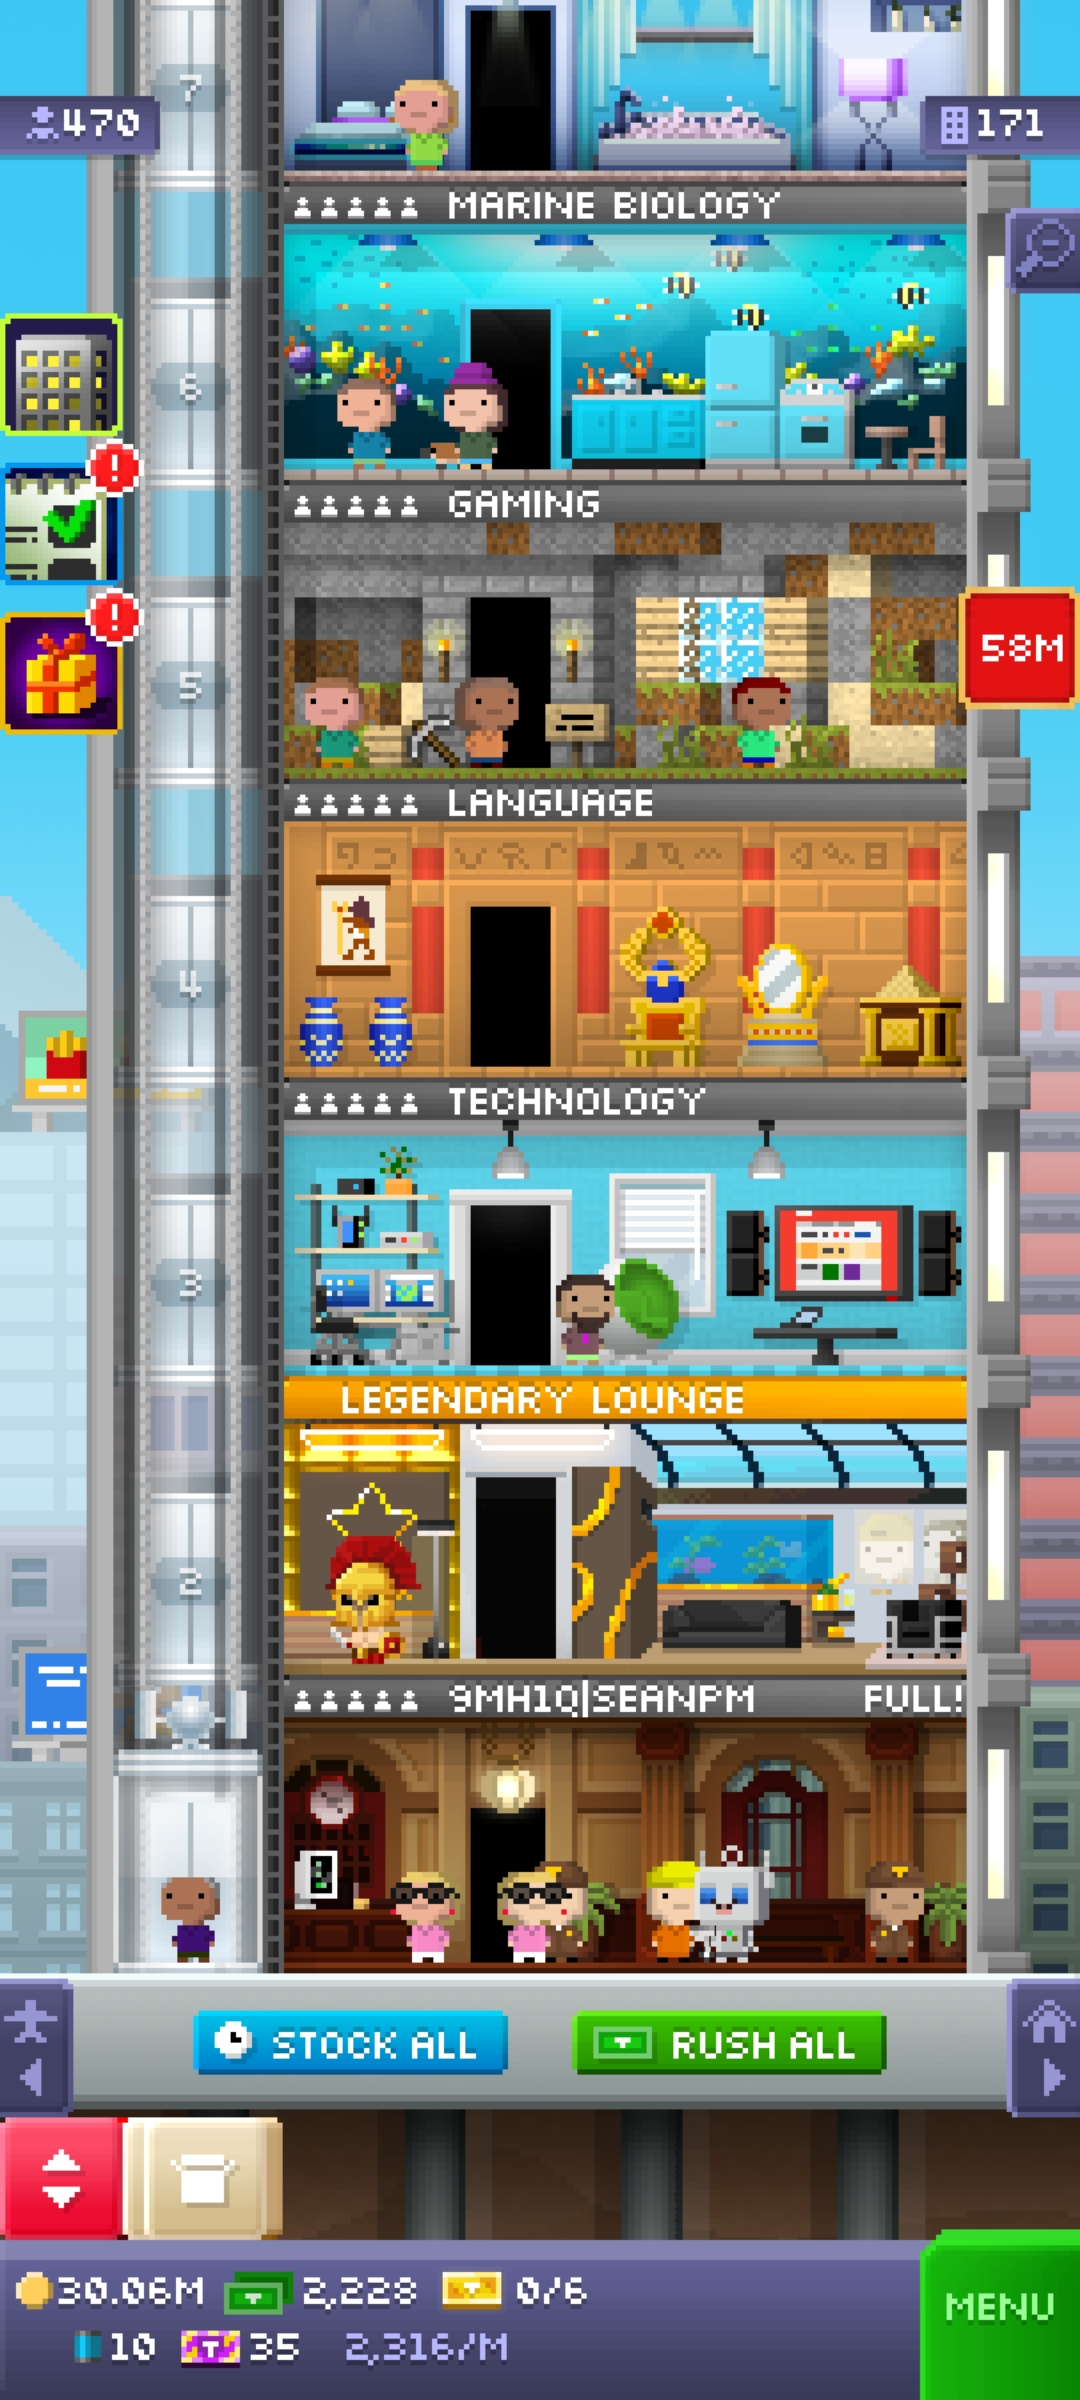 7
470
171
MARINE BIOLOGY
6
GAMING
58M
5
LANGUAGE
4
TECHNOLOGY
3
LEGENDARY LOUNGE
2
9MH1Q|SEANPM FULL!
STOCK ALL
RUSH ALL
30.06M 2,228 0/6
MENU
10 35 2,316/M